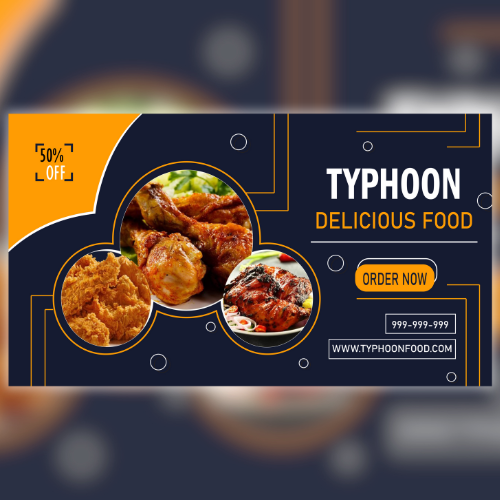 50%
OFF
TYPHOON
DELICIOUS FOOD
ORDER NOW
999-999-999
WWW.TYPHOONFOOD.COM